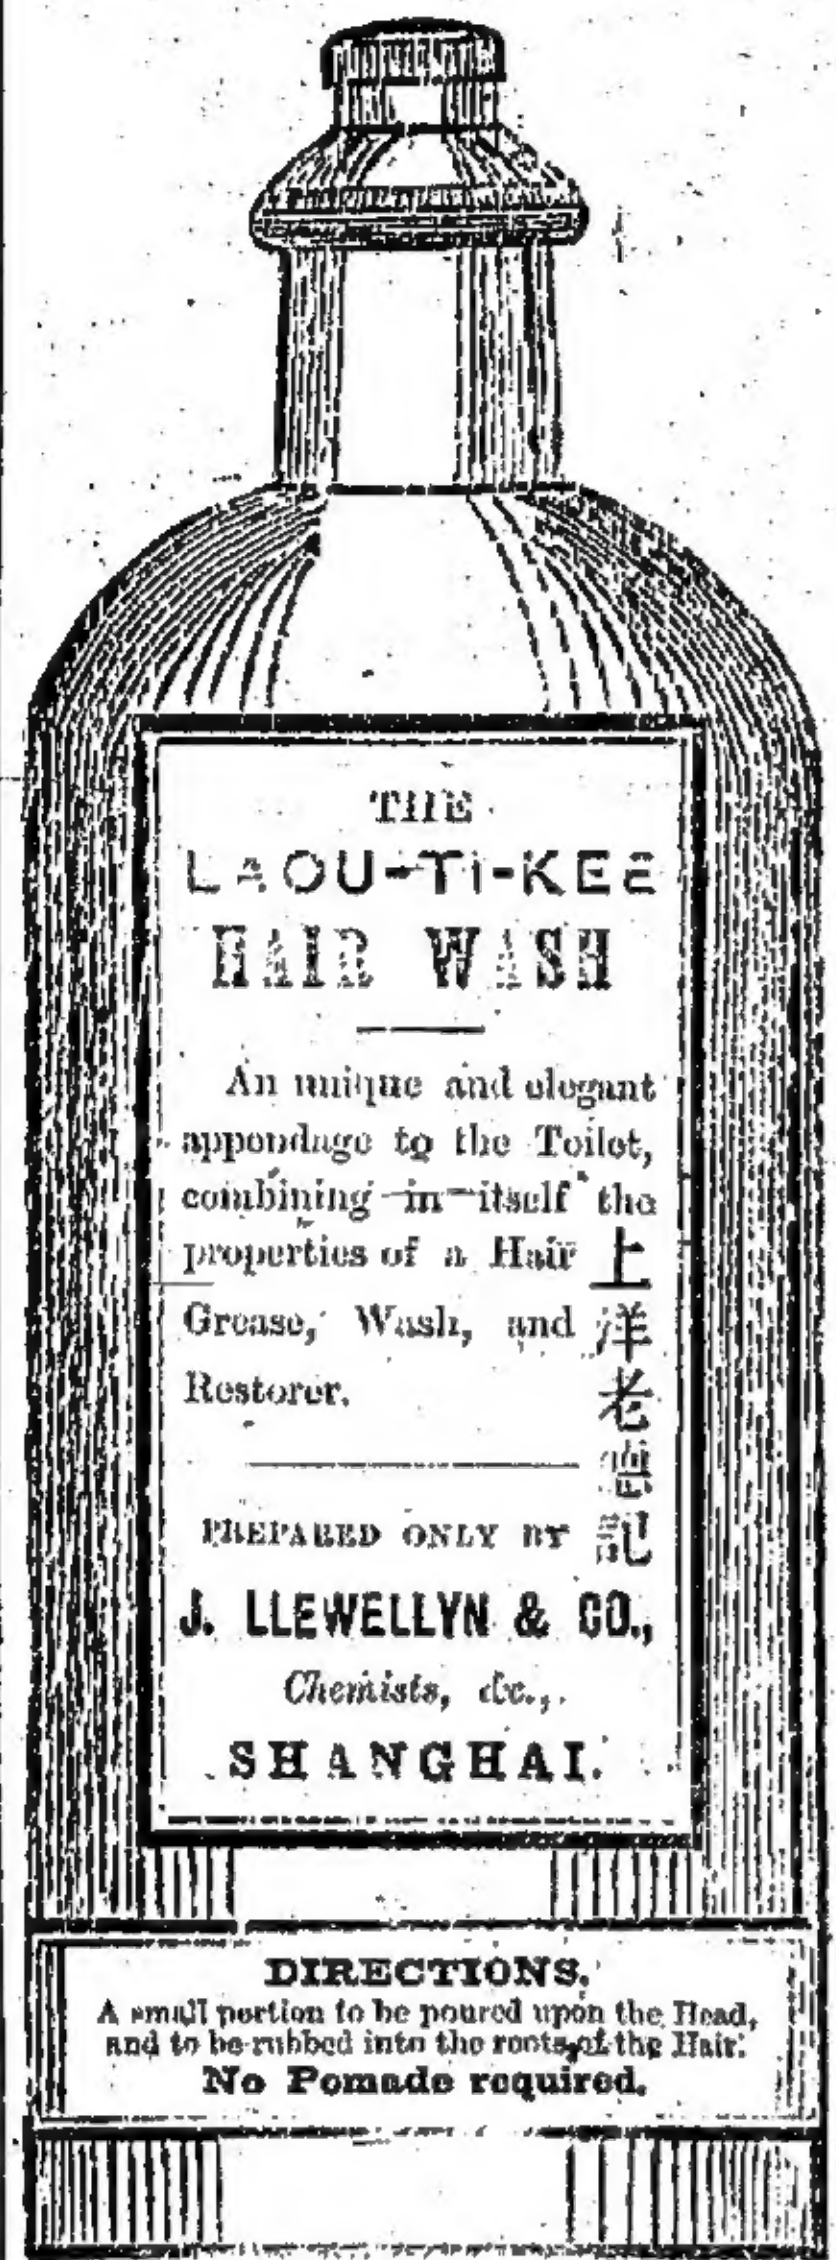 THE
LAOU-TI-KEE
HAIR WASH
An unique and elegant
appendage to the Toilet,
combining in itself the
properties of a Hair
Grease, Wash, and
Restorer.
上洋老德記
PREPARED ONLY BY
J. LLEWELLYN & CO.,
Chemists, &c.,
SHANGHAI.
DIRECTIONS.
A small portion to be poured upon the Head,
and to be rubbed into the roots of the Hair.
No Pomade required.